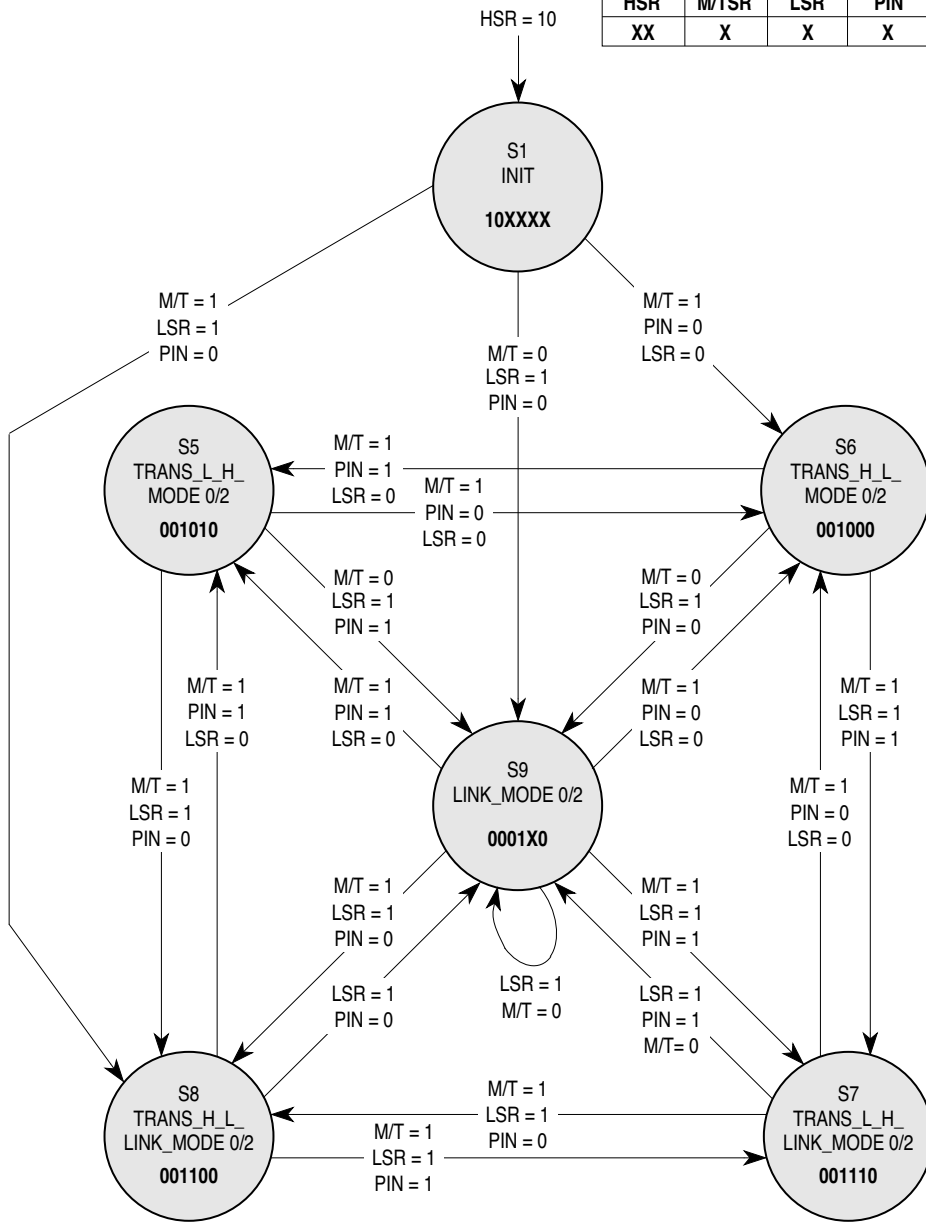 HSR = 10
HSR M/TSR LSR PIN
XX X X X
S1
INIT
10XXXX
M/T = 1
LSR = 1
PIN = 0
M/T = 0
LSR = 1
PIN = 0
M/T = 1
PIN = 0
LSR = 0
S5
TRANS_L_H_
MODE 0/2
001010
M/T = 1
PIN = 1
LSR = 0
M/T = 1
PIN = 0
LSR = 0
S6
TRANS_H_L_
MODE 0/2
001000
M/T = 0
LSR = 1
PIN = 1
M/T = 0
LSR = 1
PIN = 0
M/T = 1
PIN = 1
LSR = 0
M/T = 1
PIN = 1
LSR = 0
M/T = 1
PIN = 0
LSR = 0
M/T = 1
LSR = 1
PIN = 1
M/T = 1
LSR = 1
PIN = 0
S9
LINK_MODE 0/2
0001X0
M/T = 1
PIN = 0
LSR = 0
M/T = 1
LSR = 1
PIN = 0
M/T = 1
LSR = 1
PIN = 1
LSR = 1
PIN = 0
LSR = 1
M/T = 0
LSR = 1
PIN = 1
M/T= 0
S8
TRANS_H_L_
LINK_MODE 0/2
001100
M/T = 1
LSR = 1
PIN = 0
M/T = 1
LSR = 1
PIN = 1
S7
TRANS_L_H_
LINK_MODE 0/2
001110